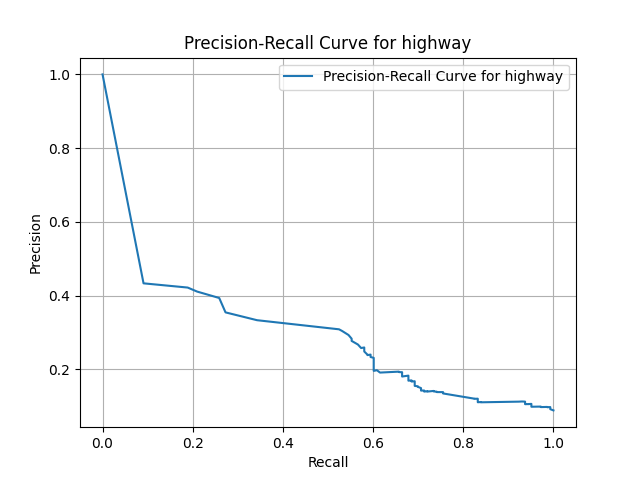 Precision-Recall Curve for highway
Precision-Recall Curve for highway
1.0
0.8
0.6
0.4
0.2
Precision
0.0 0.2 0.4 0.6 0.8 1.0
Recall